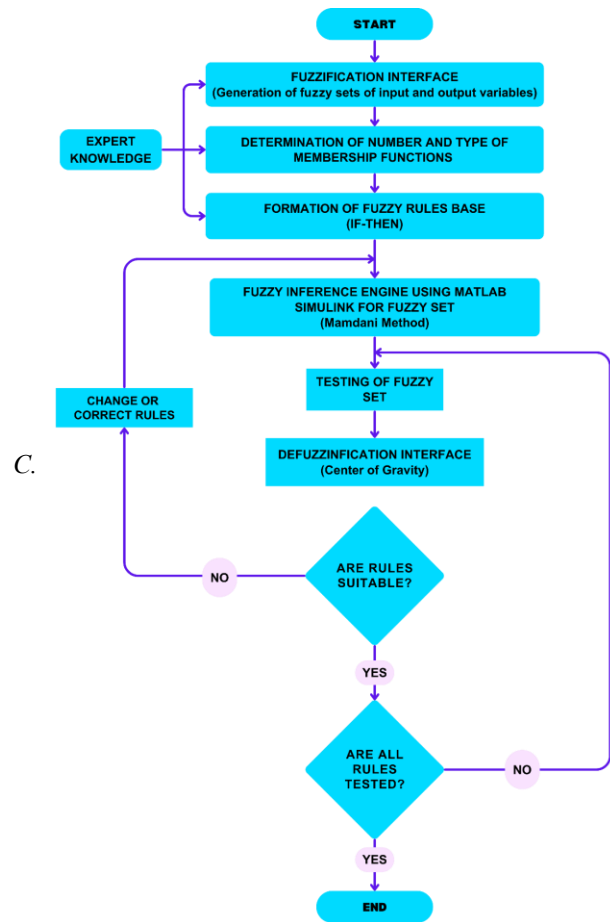 START
FUZZIFICATION INTERFACE
(Generation of fuzzy sets of input and output variables)
EXPERT
KNOWLEDGE
DETERMINATION OF NUMBER AND TYPE OF
MEMBERSHIP FUNCTIONS
FORMATION OF FUZZY RULES BASE
(IF-THEN)
FUZZY INFERENCE ENGINE USING MATLAB
SIMULINK FOR FUZZY SET
(Mamdani Method)
TESTING OF FUZZY
SET
CHANGE OR
CORRECT RULES
DEFUZZINFICATION INTERFACE
(Center of Gravity)
C.
ARE RULES
SUITABLE?
NO
YES
ARE ALL
RULES
TESTED?
NO
YES
END